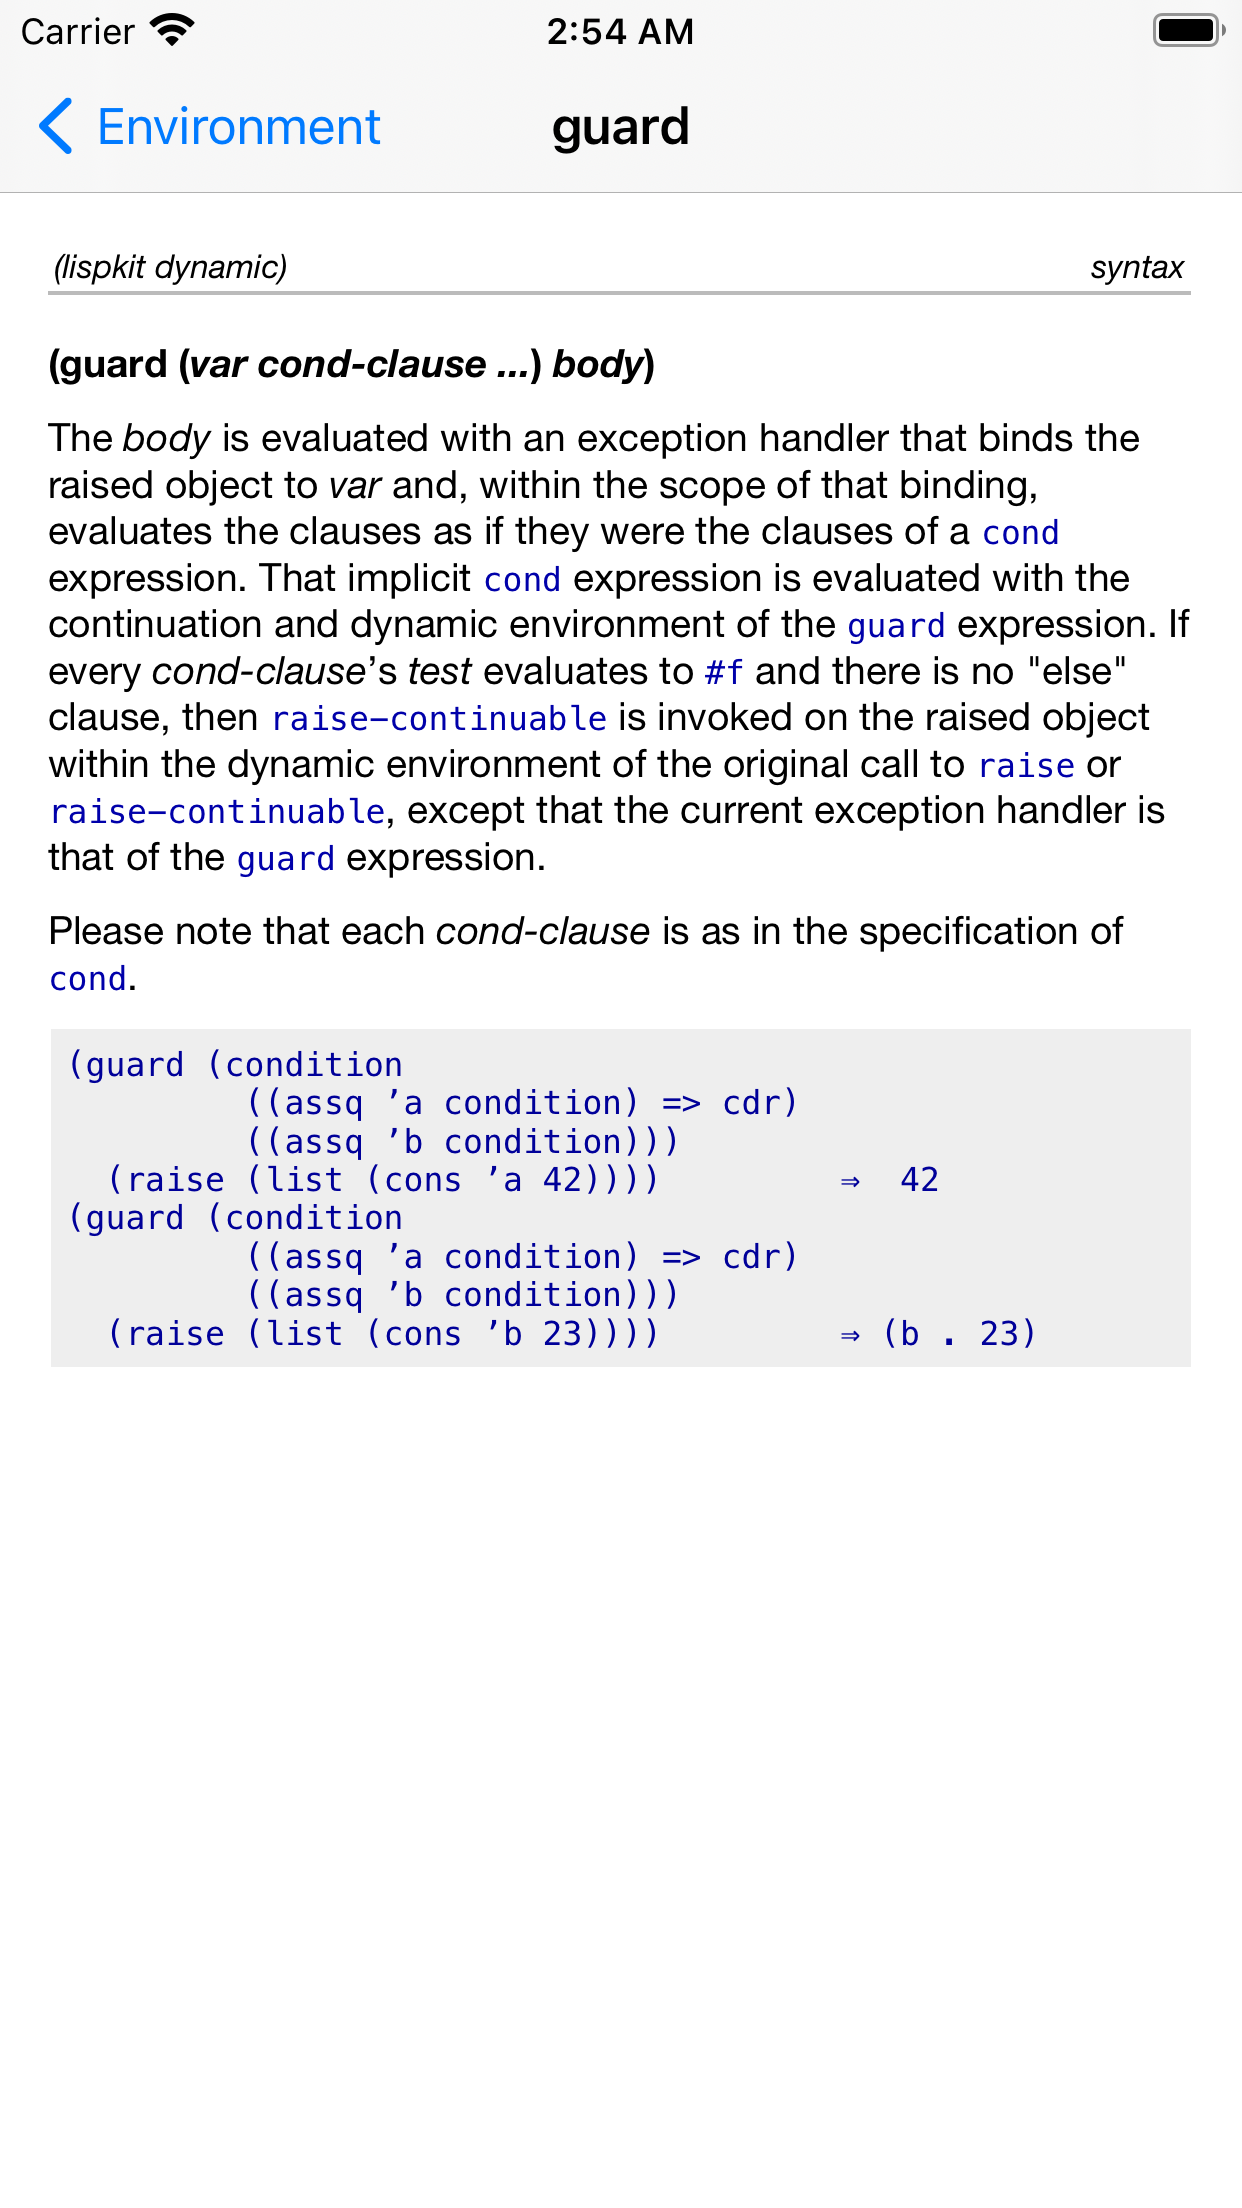 Carrier 2:54 AM
Environment guard
(lispkit dynamic) syntax
(guard (var cond-clause ...) body)
The body is evaluated with an exception handler that binds the
raised object to var and, within the scope of that binding,
evaluates the clauses as if they were the clauses of a cond
expression. That implicit cond expression is evaluated with the
continuation and dynamic environment of the guard expression. If
every cond-clause’s test evaluates to #f and there is no "else"
clause, then raise-continuable is invoked on the raised object
within the dynamic environment of the original call to raise or
raise-continuable, except that the current exception handler is
that of the guard expression.
Please note that each cond-clause is as in the specification of
cond.
(guard (condition
         ((assq ’a condition) => cdr)
         ((assq ’b condition)))
  (raise (list (cons ’a 42))))         ⇒  42
(guard (condition
         ((assq ’a condition) => cdr)
         ((assq ’b condition)))
  (raise (list (cons ’b 23))))         ⇒ (b . 23)